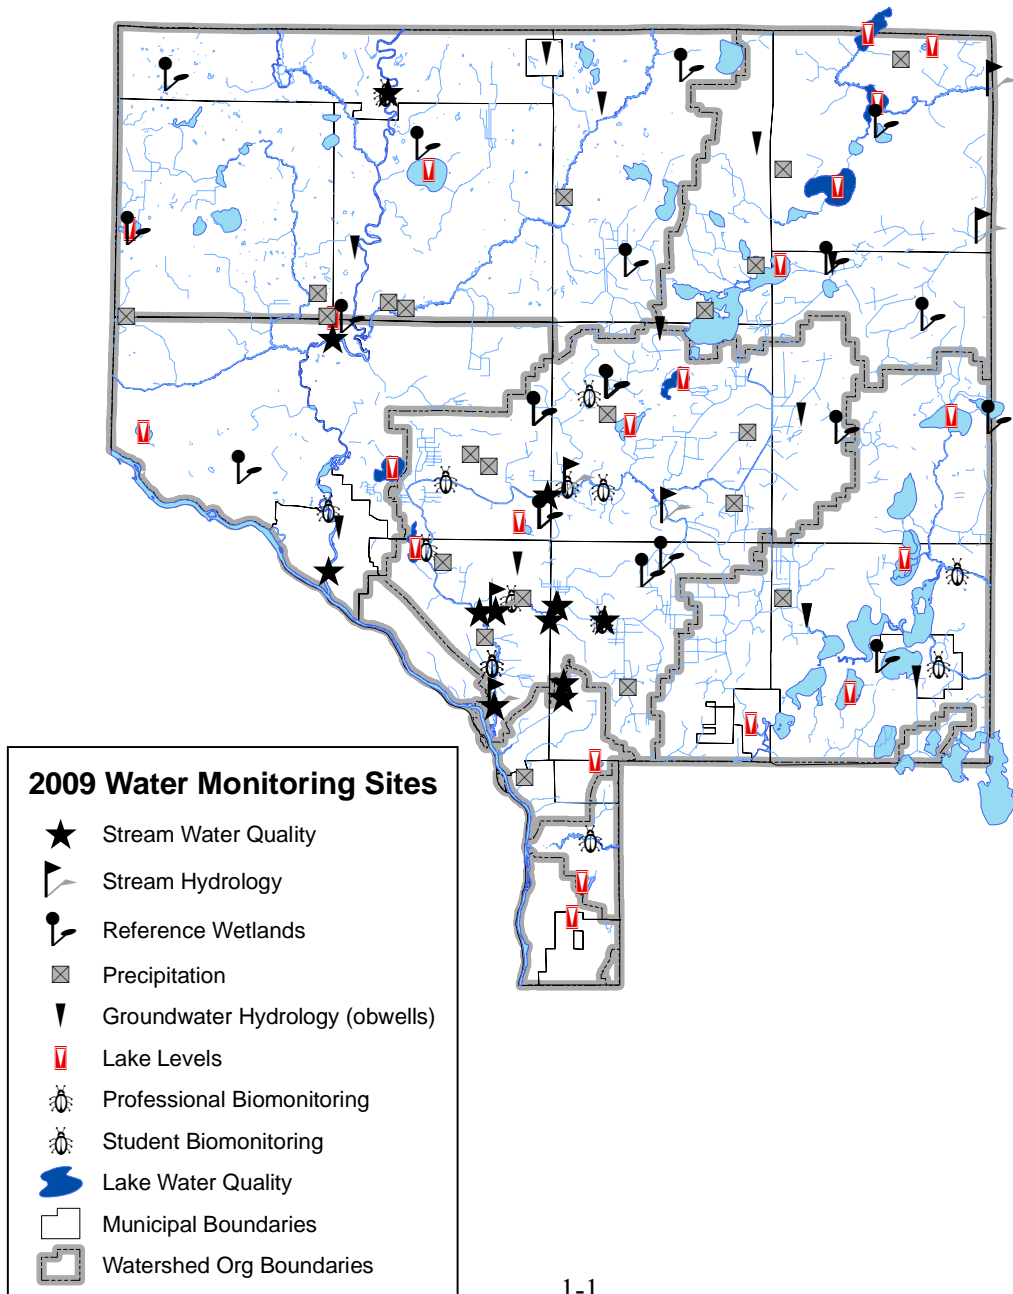 2009 Water Monitoring Sites
Stream Water Quality
Stream Hydrology
Reference Wetlands
Precipitation
Groundwater Hydrology (obwells)
Lake Levels
Professional Biomonitoring
Student Biomonitoring
Lake Water Quality
Municipal Boundaries
Watershed Org Boundaries
1-1